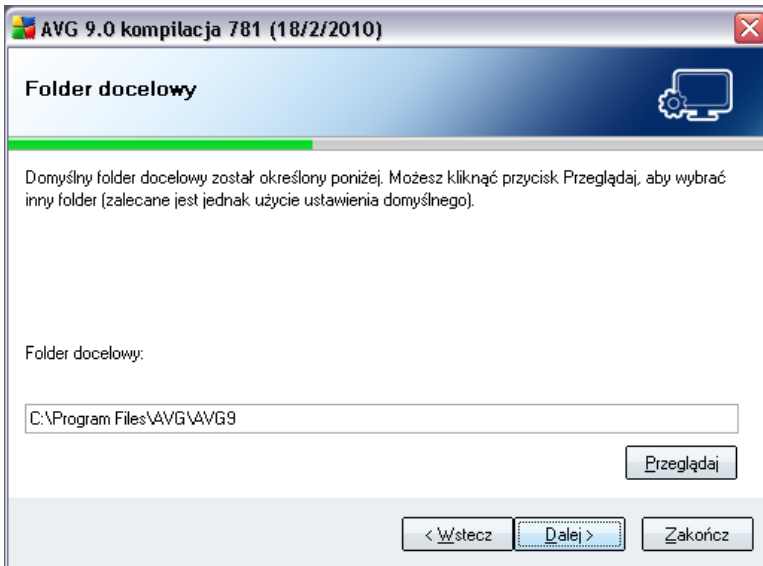 AVG 9.0 kompilacja 781 (18/2/2010)
Folder docelowy
Domyślny folder docelowy został określony poniżej. Możesz kliknąć przycisk Przeglądaj, aby wybrać
inny folder (zalecane jest jednak użycie ustawienia domyślnego).
Folder docelowy:
C:\Program Files\AVG\AVG9
Przeglądaj
< Wstecz Dalej > Zakończ